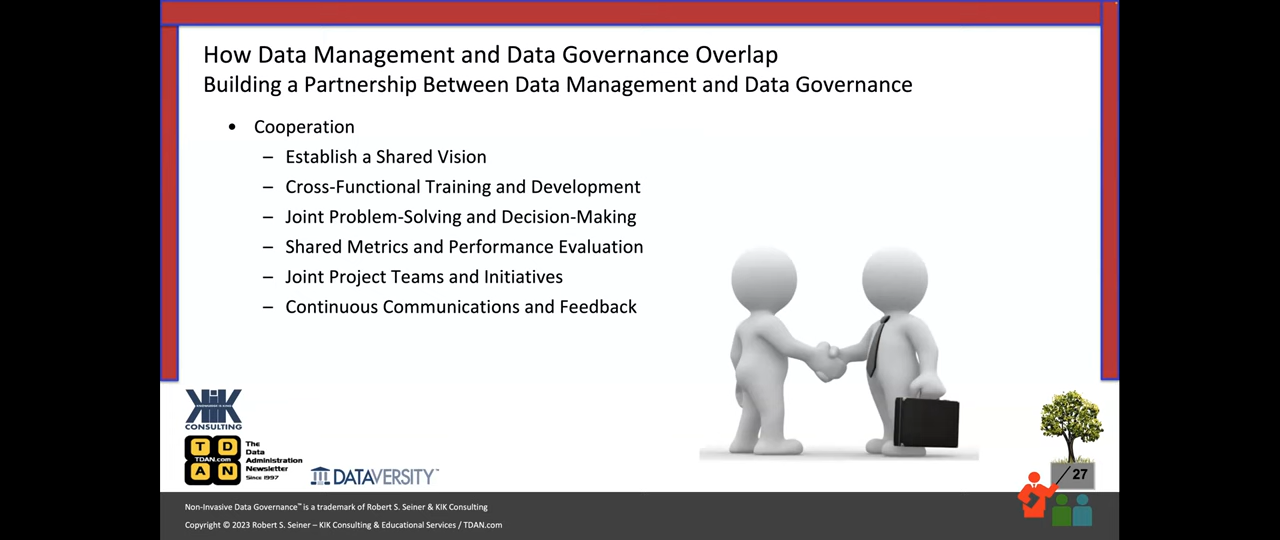 How Data Management and Data Governance Overlap
Building a Partnership Between Data Management and Data Governance
• Cooperation
– Establish a Shared Vision
– Cross-Functional Training and Development
– Joint Problem-Solving and Decision-Making
– Shared Metrics and Performance Evaluation
– Joint Project Teams and Initiatives
– Continuous Communications and Feedback
KIK
CONSULTING
T D
TDAN.com
A N
The
Data
Administration
Newsletter
Since 1997
DATAVERSITY™
27
Non-Invasive Data Governance™ is a trademark of Robert S. Seiner & KIK Consulting
Copyright © 2023 Robert S. Seiner – KIK Consulting & Educational Services / TDAN.com